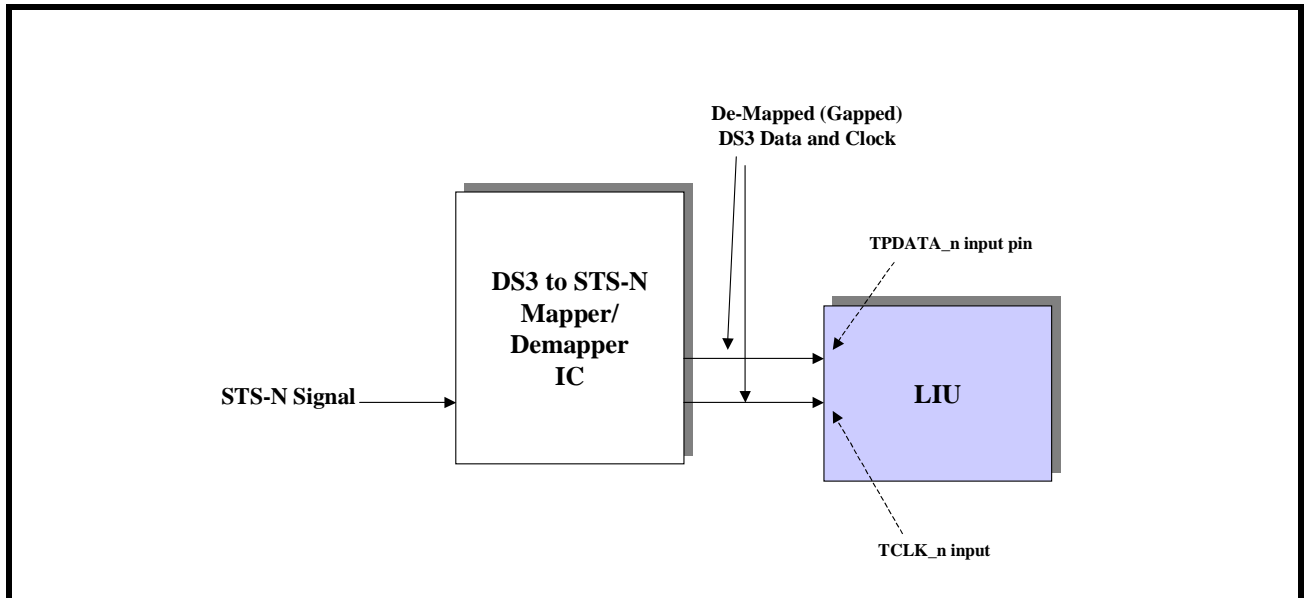 De-Mapped (Gapped)
DS3 Data and Clock
TPDATA_n input pin
DS3 to STS-N
Mapper/
Demapper
IC
STS-N Signal
LIU
TCLK_n input